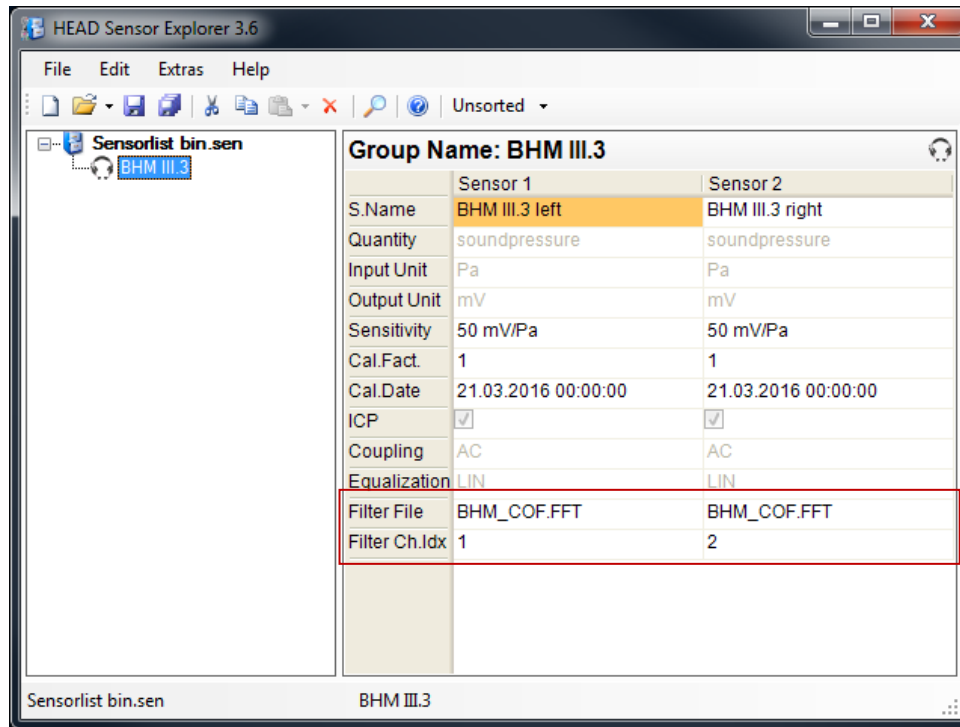 HEAD Sensor Explorer 3.6
File Edit Extras Help
Unsorted
Sensorlist bin.sen
BHM III.3
Group Name: BHM III.3
Sensor 1 Sensor 2
S.Name BHM III.3 left BHM III.3 right
Quantity soundpressure soundpressure
Input Unit Pa Pa
Output Unit mV mV
Sensitivity 50 mV/Pa 50 mV/Pa
Cal.Fact. 1 1
Cal.Date 21.03.2016 00:00:00 21.03.2016 00:00:00
ICP
Coupling AC AC
Equalization LIN LIN
Filter File BHM_COF.FFT BHM_COF.FFT
Filter Ch.Idx 1 2
Sensorlist bin.sen BHM III.3